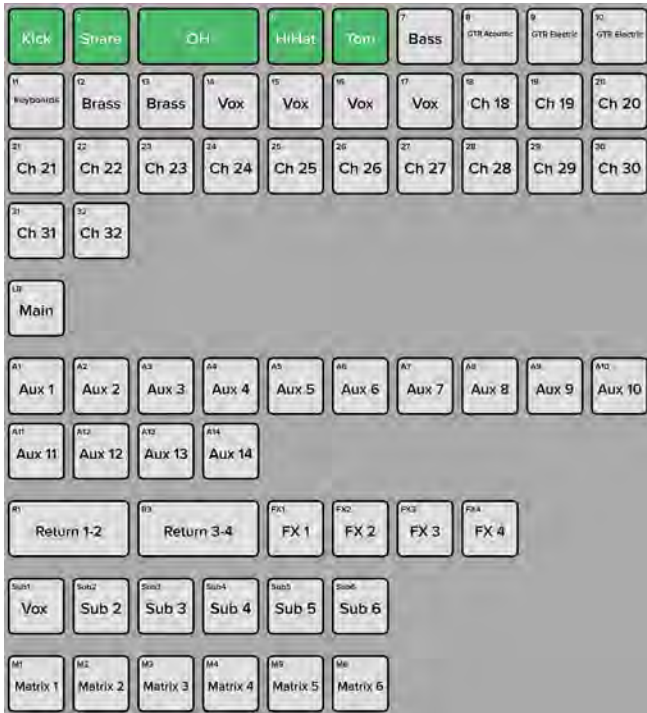 Kick Snare OH HiHat Tom Bass GTR Acoustic GTR Electric GTR Electric
7 8 9 10
Keyboards Brass Brass Vox Vox Vox Vox Ch 18 Ch 19 Ch 20
11 12 13 14 15 16 17 18 19 20
21 22 23 24 25 26 27 28 29 30
Ch 21 Ch 22 Ch 23 Ch 24 Ch 25 Ch 26 Ch 27 Ch 28 Ch 29 Ch 30
31 32
Ch 31 Ch 32
LR
Main
A1 A2 A3 A4 A5 A6 A7 A8 A9 A10
Aux 1 Aux 2 Aux 3 Aux 4 Aux 5 Aux 6 Aux 7 Aux 8 Aux 9 Aux 10
A11 A12 A13 A14
Aux 11 Aux 12 Aux 13 Aux 14
R1 R3 FX1 FX2 FX3 FX4
Return 1-2 Return 3-4 FX 1 FX 2 FX 3 FX 4
Sub1 Sub2 Sub3 Sub4 Sub5 Sub6
Vox Sub 2 Sub 3 Sub 4 Sub 5 Sub 6
M1 M2 M3 M4 M5 M6
Matrix 1 Matrix 2 Matrix 3 Matrix 4 Matrix 5 Matrix 6